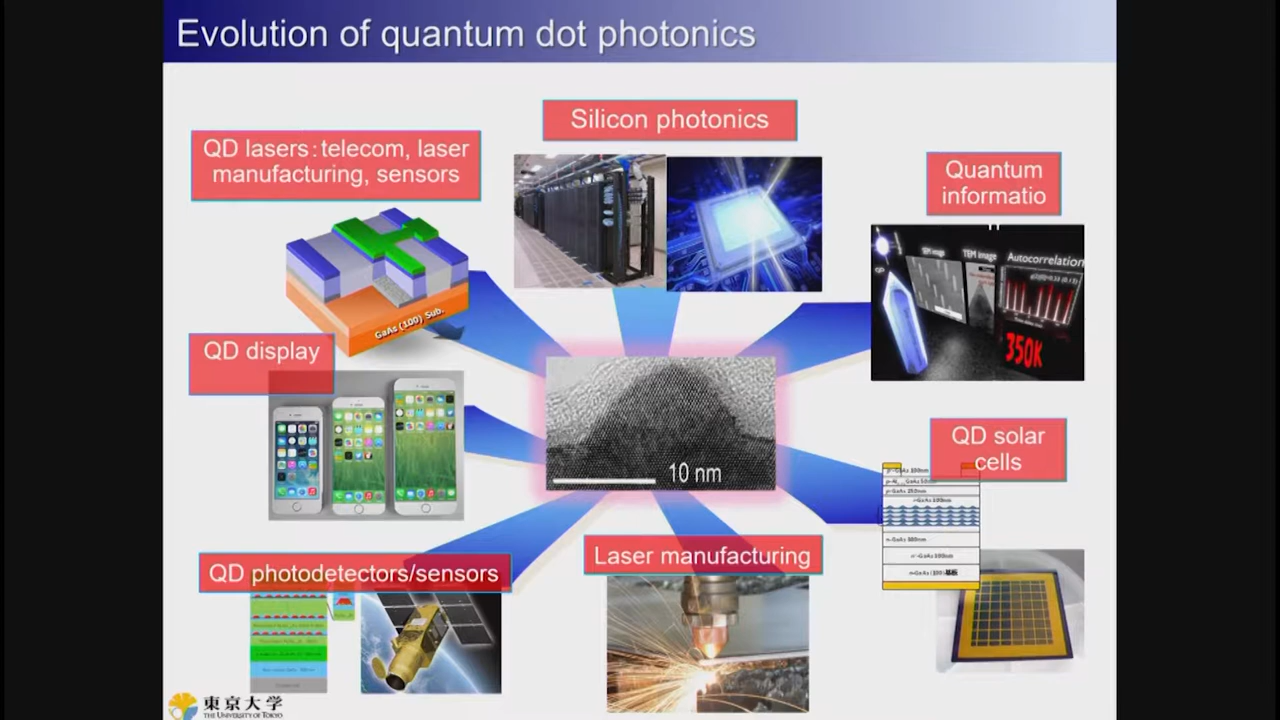 Evolution of quantum dot photonics
Silicon photonics
QD lasers：telecom, laser
manufacturing, sensors
Quantum
informatio
TEM image
Autocorrelation
350K
GaAs (100) Sub.
QD display
10 nm
QD solar
cells
QD photodetectors/sensors
Laser manufacturing
東京大学
THE UNIVERSITY OF TOKYO